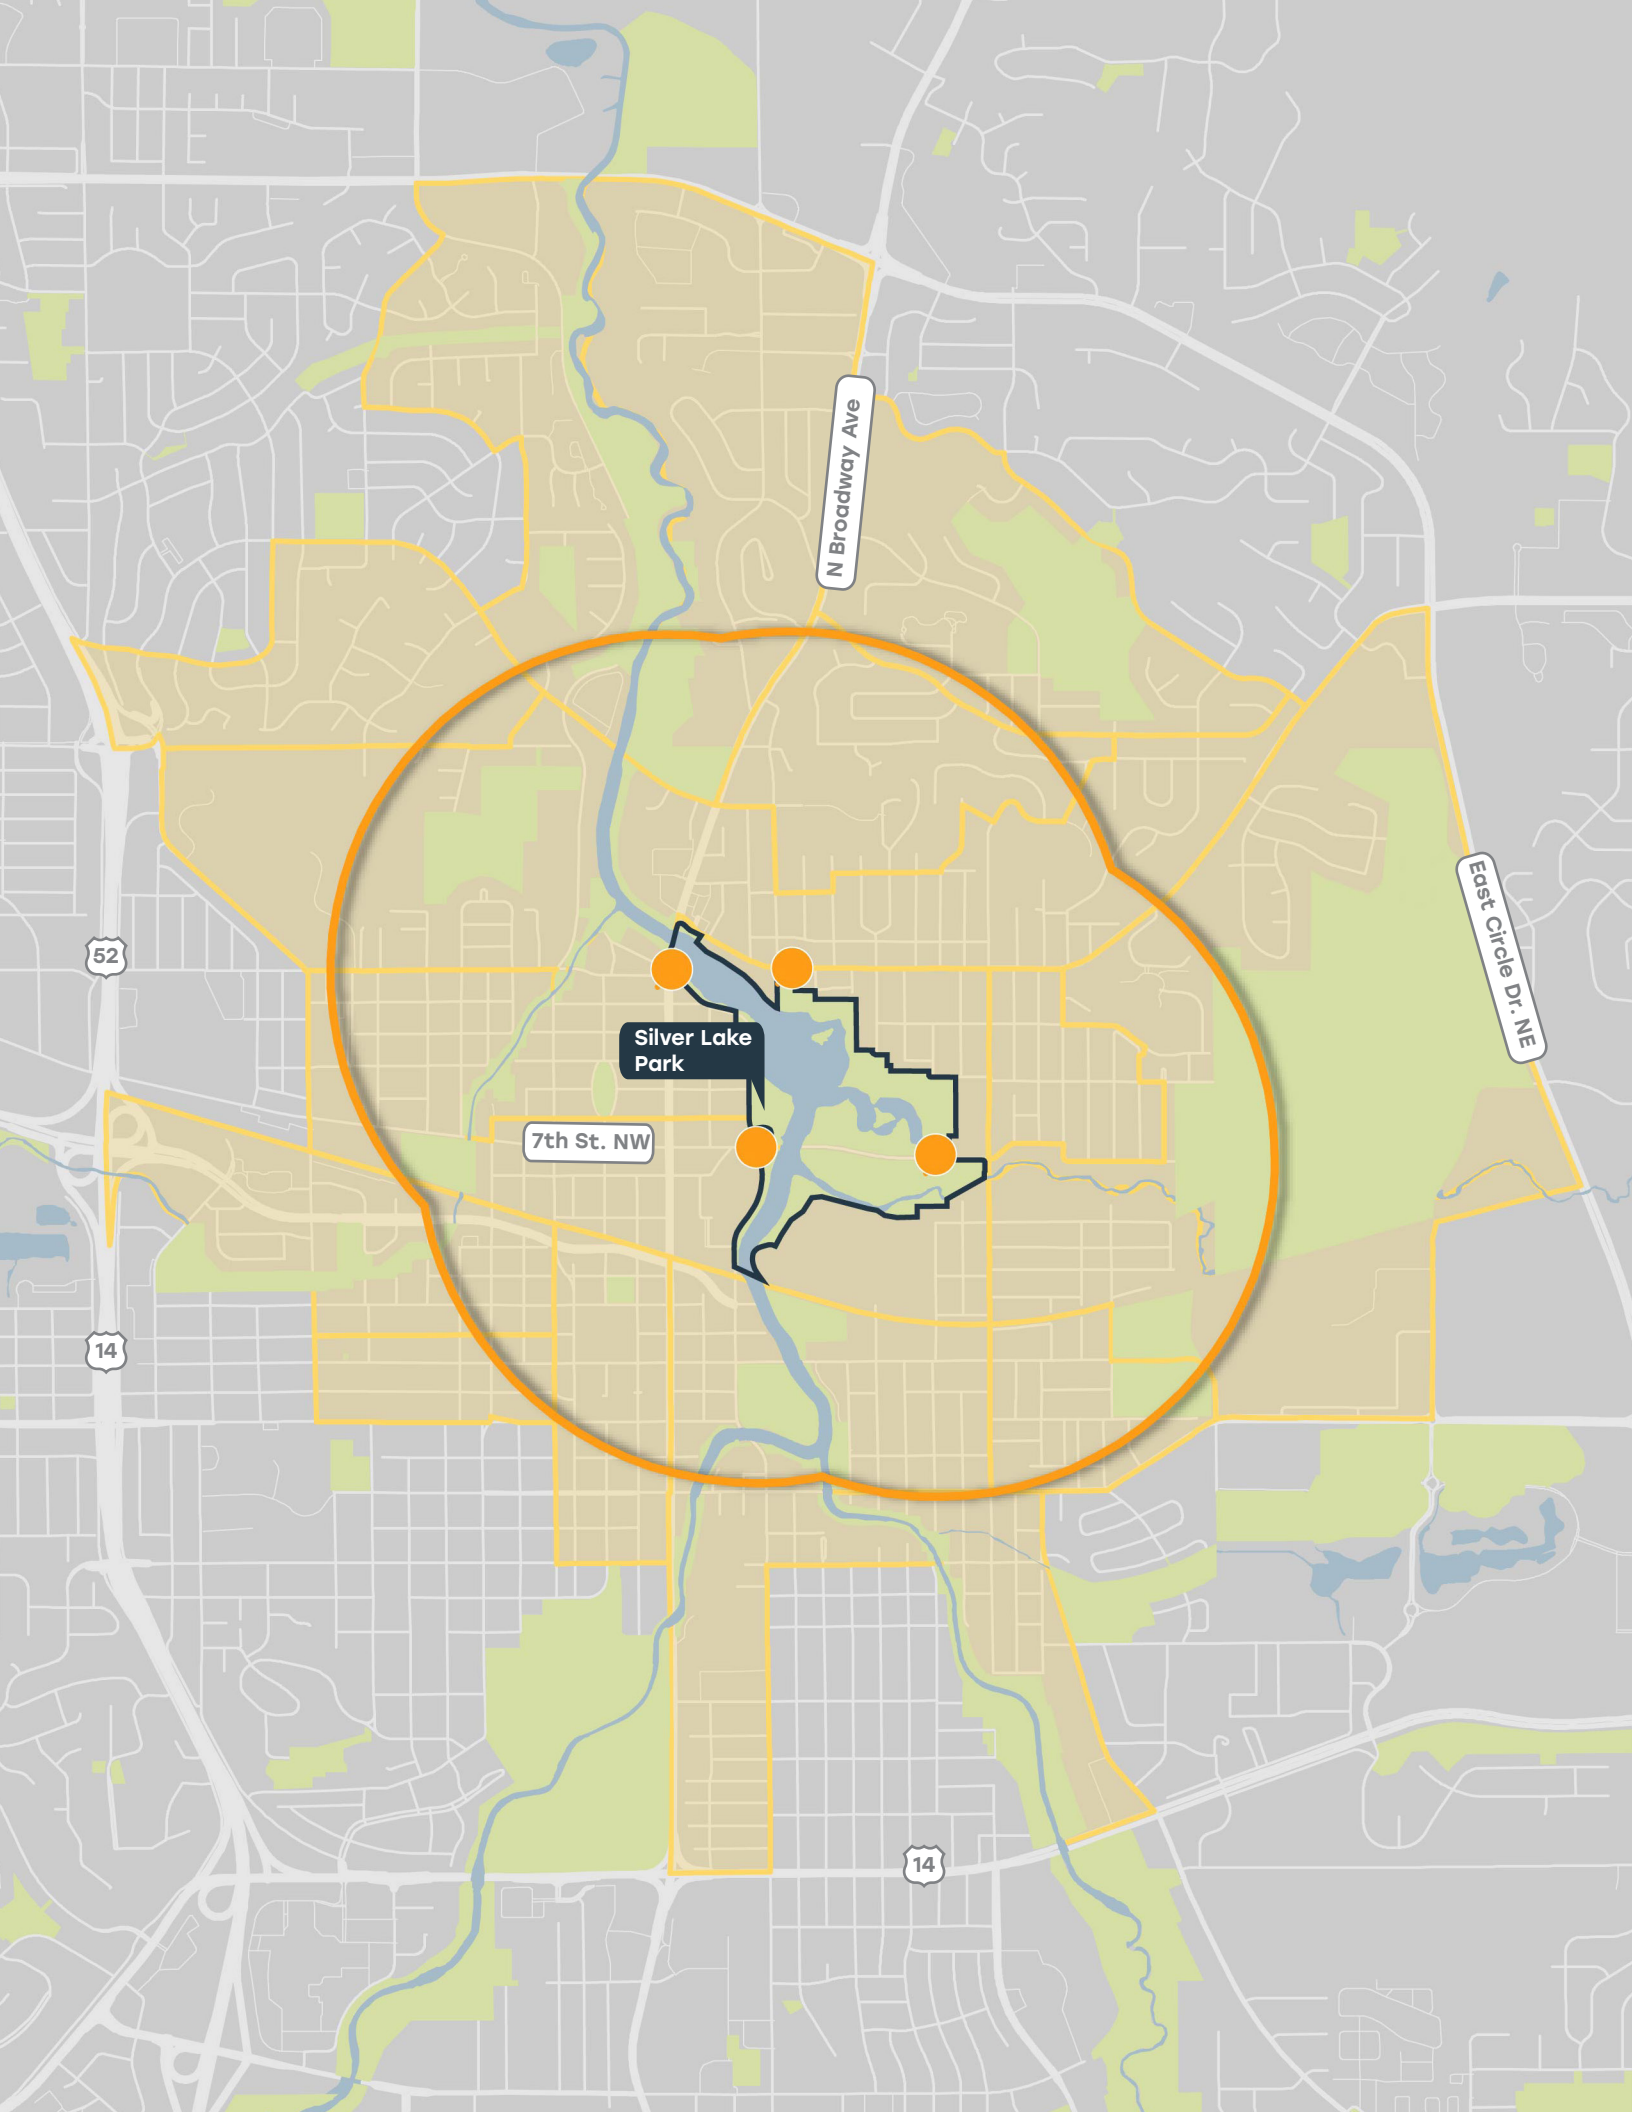 N Broadway Ave
East Circle Dr. NE
52
Silver Lake
Park
7th St. NW
14
14